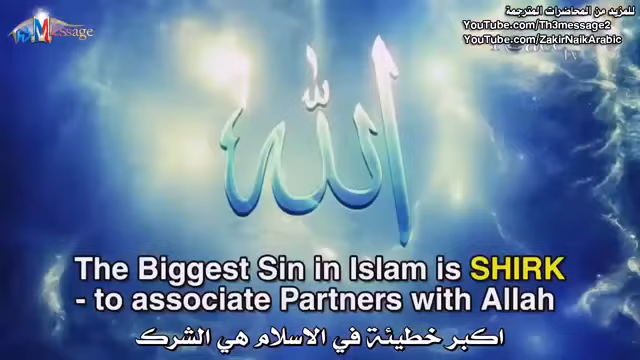 Th3Message
للمزيد من المحاضرات المترجمة
YouTube.com/Th3message2
YouTube.com/ZakirNaikArabic
الله
The Biggest Sin in Islam is SHIRK
- to associate Partners with Allah
اكبر خطيئة في الاسلام هي الشرك